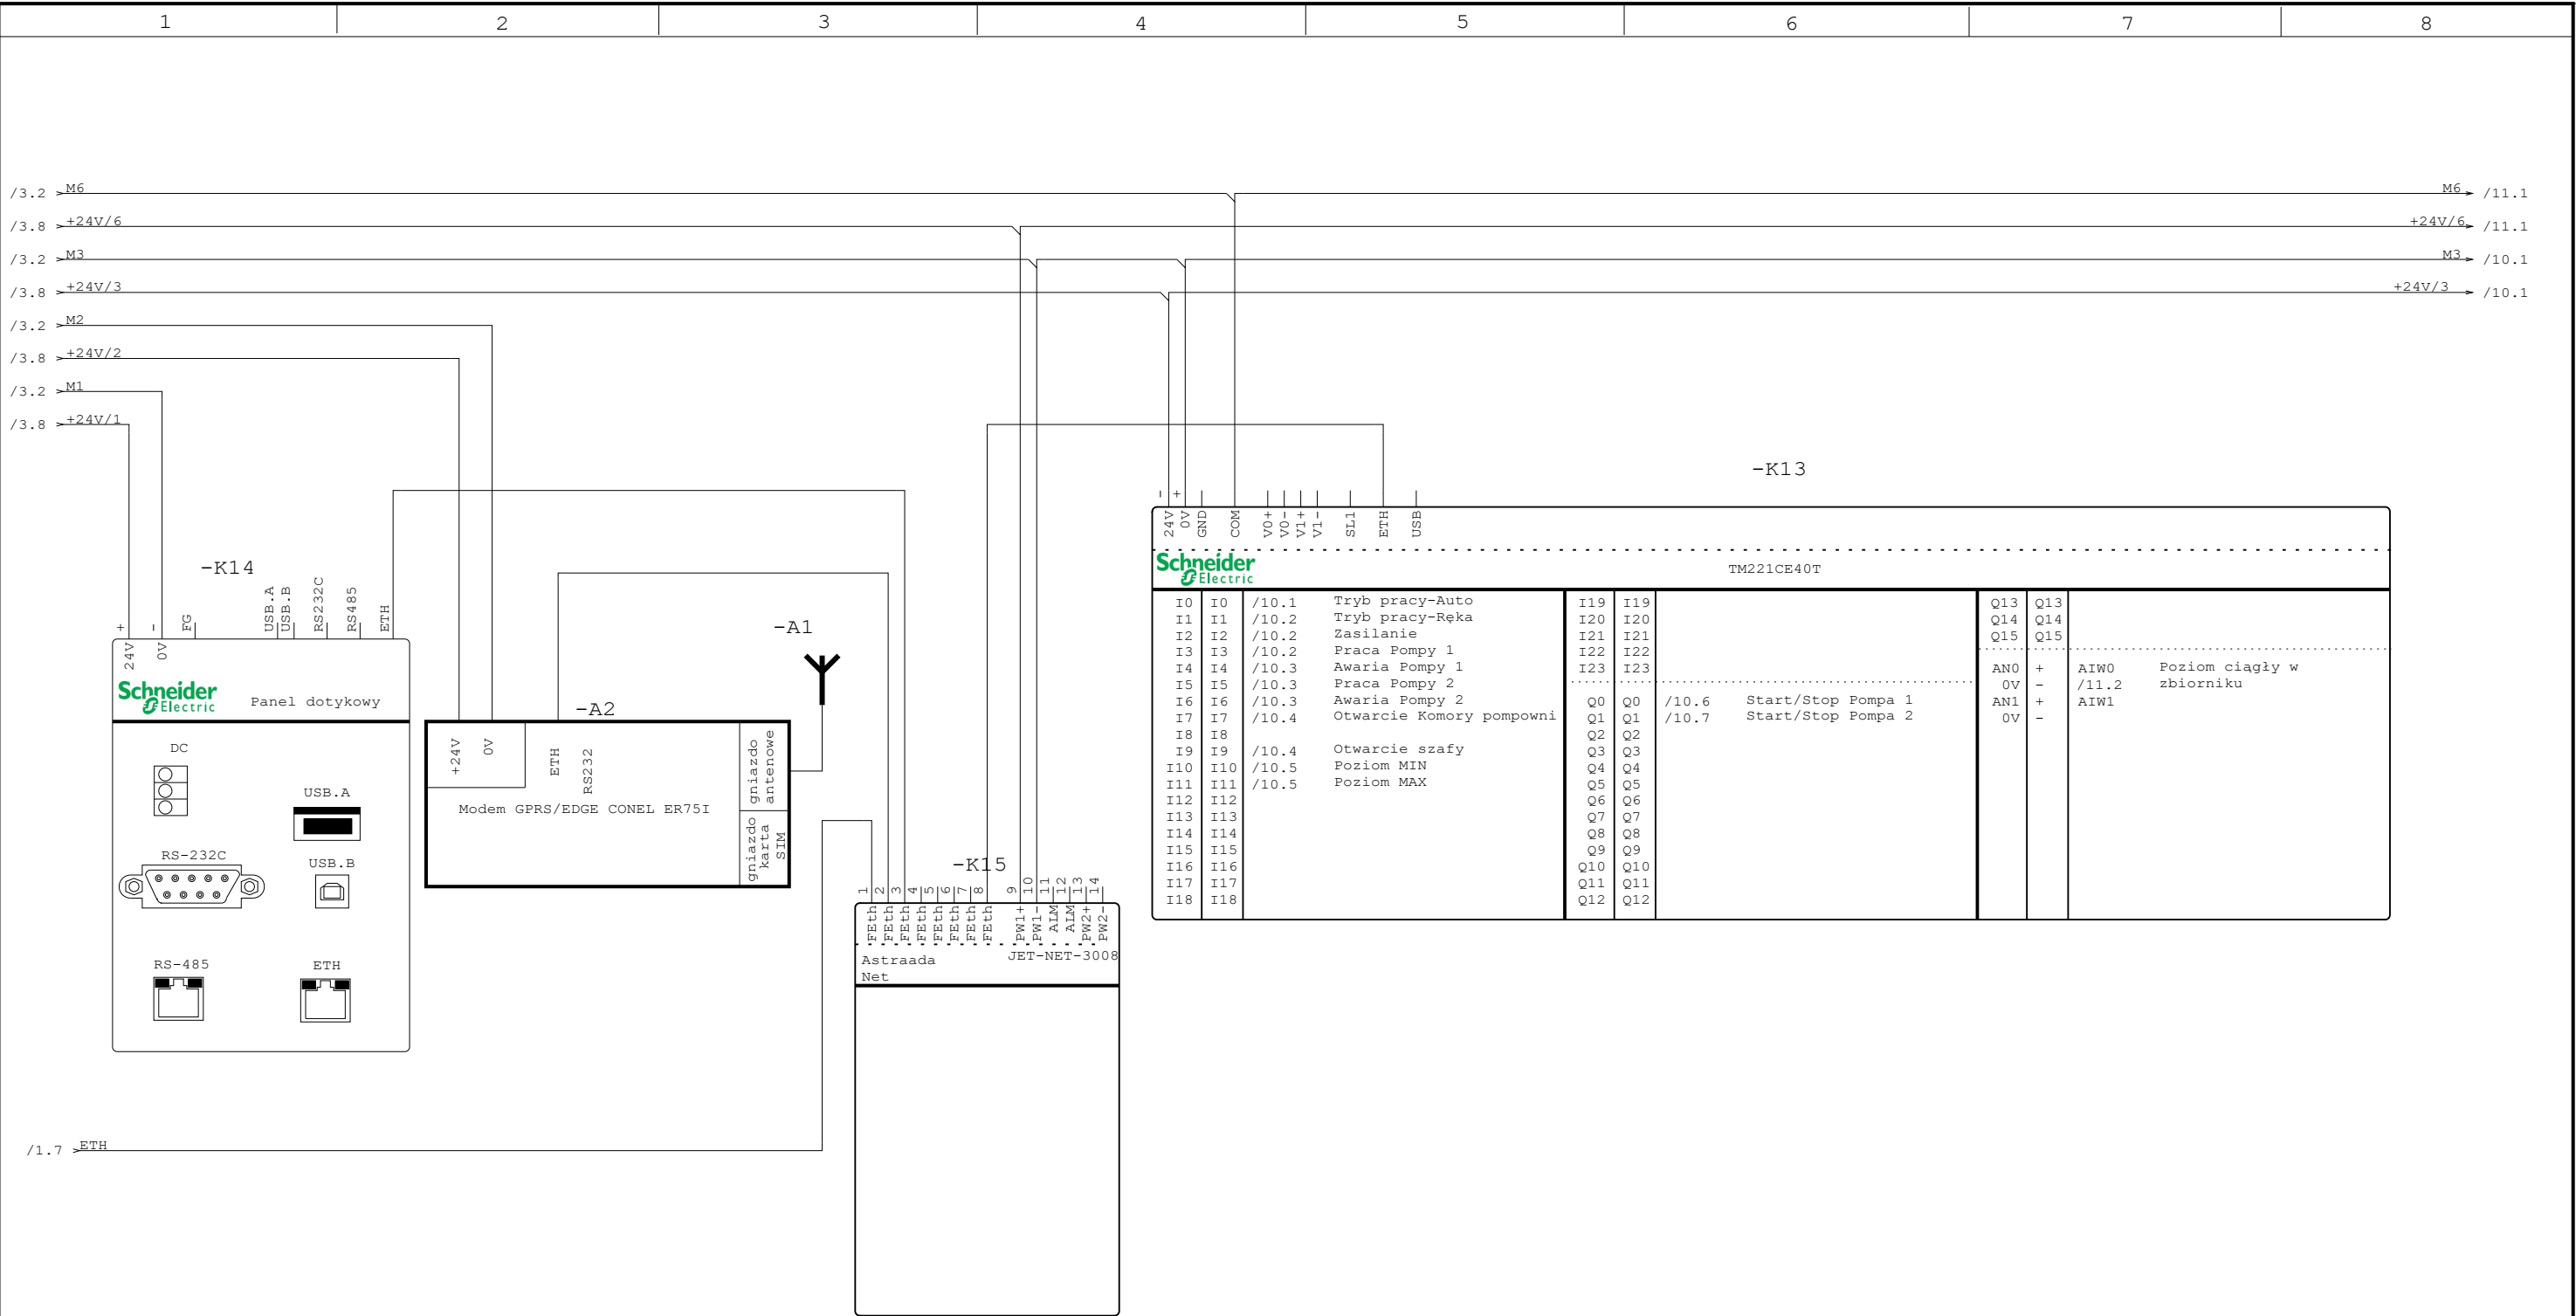 1 2 3 4 5 6 7 8
/3.2 M6 M6 /11.1
/3.8 +24V/6 +24V/6 /11.1
/3.2 M3 M3 /10.1
/3.8 +24V/3 +24V/3 /10.1
/3.2 M2
/3.8 +24V/2
/3.2 M1
/3.8 +24V/1
-K14
+ - FG USB.A USB.B RS232C RS485 ETH
24V 0V
Schneider
Electric
Panel dotykowy
DC
USB.A
RS-232C
USB.B
RS-485
ETH
-A1
-A2
+24V 0V ETH RS232
gniazdo
antenowe
Modem GPRS/EDGE CONEL ER75I
gniazdo
karta
SIM
-K15
1 2 3 4 5 6 7 8 9 10 11 12 13 14
FEth FEth FEth FEth FEth FEth FEth FEth PW1+ PW1- ALM ALM PW2+ PW2-
Astraada
Net
JET-NET-3008
/1.7 ETH
-K13
- +
24V 0V GND COM V0+ V0- V1+ V1- SL1 ETH USB
Schneider
Electric
TM221CE40T
I0 I0 /10.1 Tryb pracy-Auto
I1 I1 /10.2 Tryb pracy-Ręka
I2 I2 /10.2 Zasilanie
I3 I3 /10.2 Praca Pompy 1
I4 I4 /10.3 Awaria Pompy 1
I5 I5 /10.3 Praca Pompy 2
I6 I6 /10.3 Awaria Pompy 2
I7 I7 /10.4 Otwarcie Komory pompowni
I8 I8
I9 I9 /10.4 Otwarcie szafy
I10 I10 /10.5 Poziom MIN
I11 I11 /10.5 Poziom MAX
I12 I12
I13 I13
I14 I14
I15 I15
I16 I16
I17 I17
I18 I18
I19 I19
I20 I20
I21 I21
I22 I22
I23 I23
Q0 Q0 /10.6 Start/Stop Pompa 1
Q1 Q1 /10.7 Start/Stop Pompa 2
Q2 Q2
Q3 Q3
Q4 Q4
Q5 Q5
Q6 Q6
Q7 Q7
Q8 Q8
Q9 Q9
Q10 Q10
Q11 Q11
Q12 Q12
Q13 Q13
Q14 Q14
Q15 Q15
AN0 + AIW0 Poziom ciągły w
0V - /11.2 zbiorniku
AN1 + AIW1
0V -